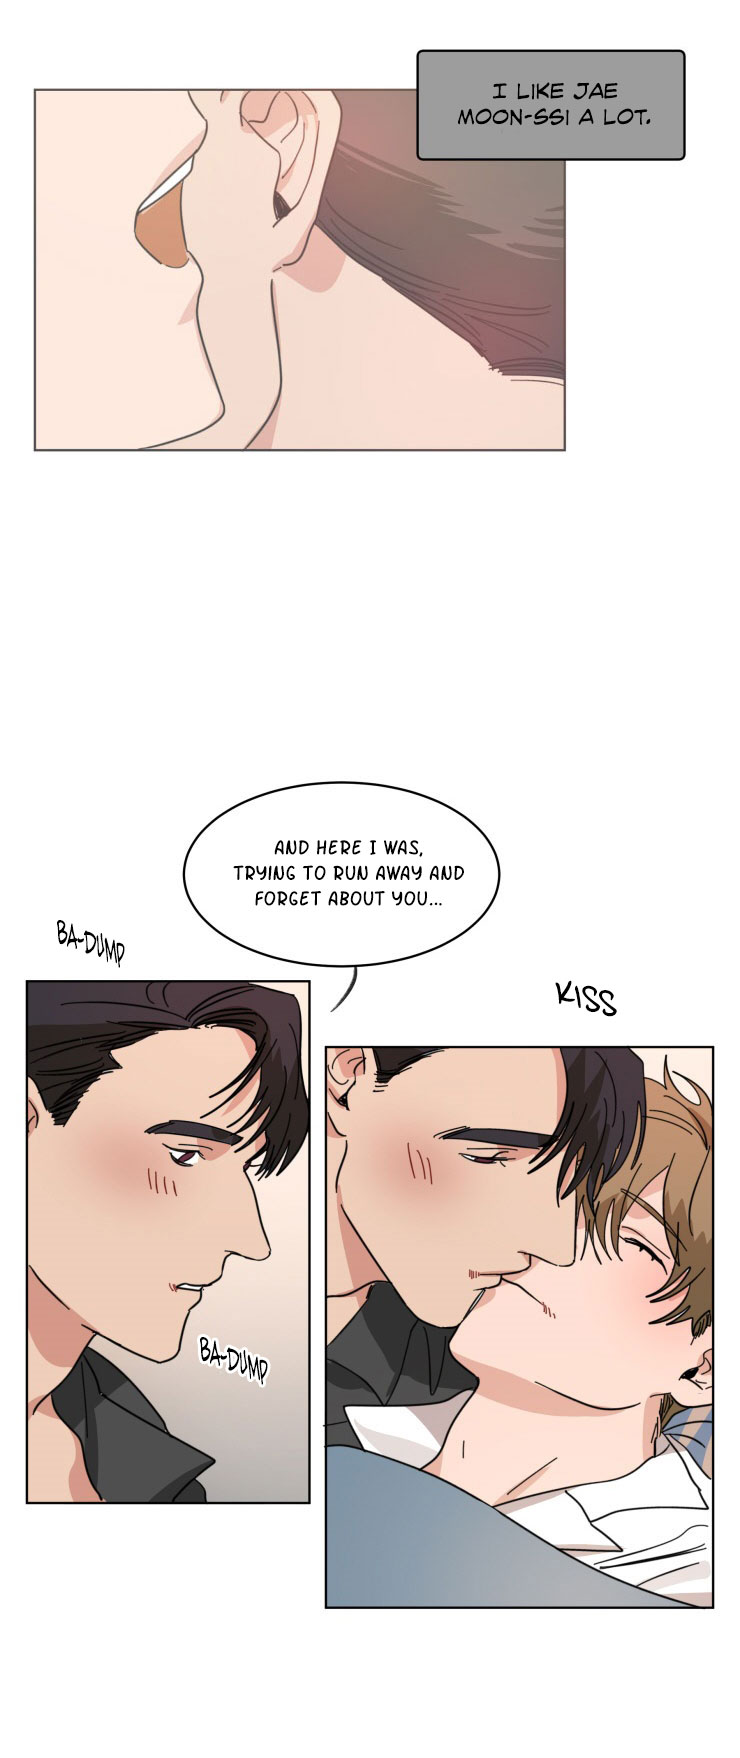 I LIKE JAE
MOON-SSI A LOT.
AND HERE I WAS,
TRYING TO RUN AWAY AND
FORGET ABOUT YOU...
BA-DUMP
KISS
BA-DUMP